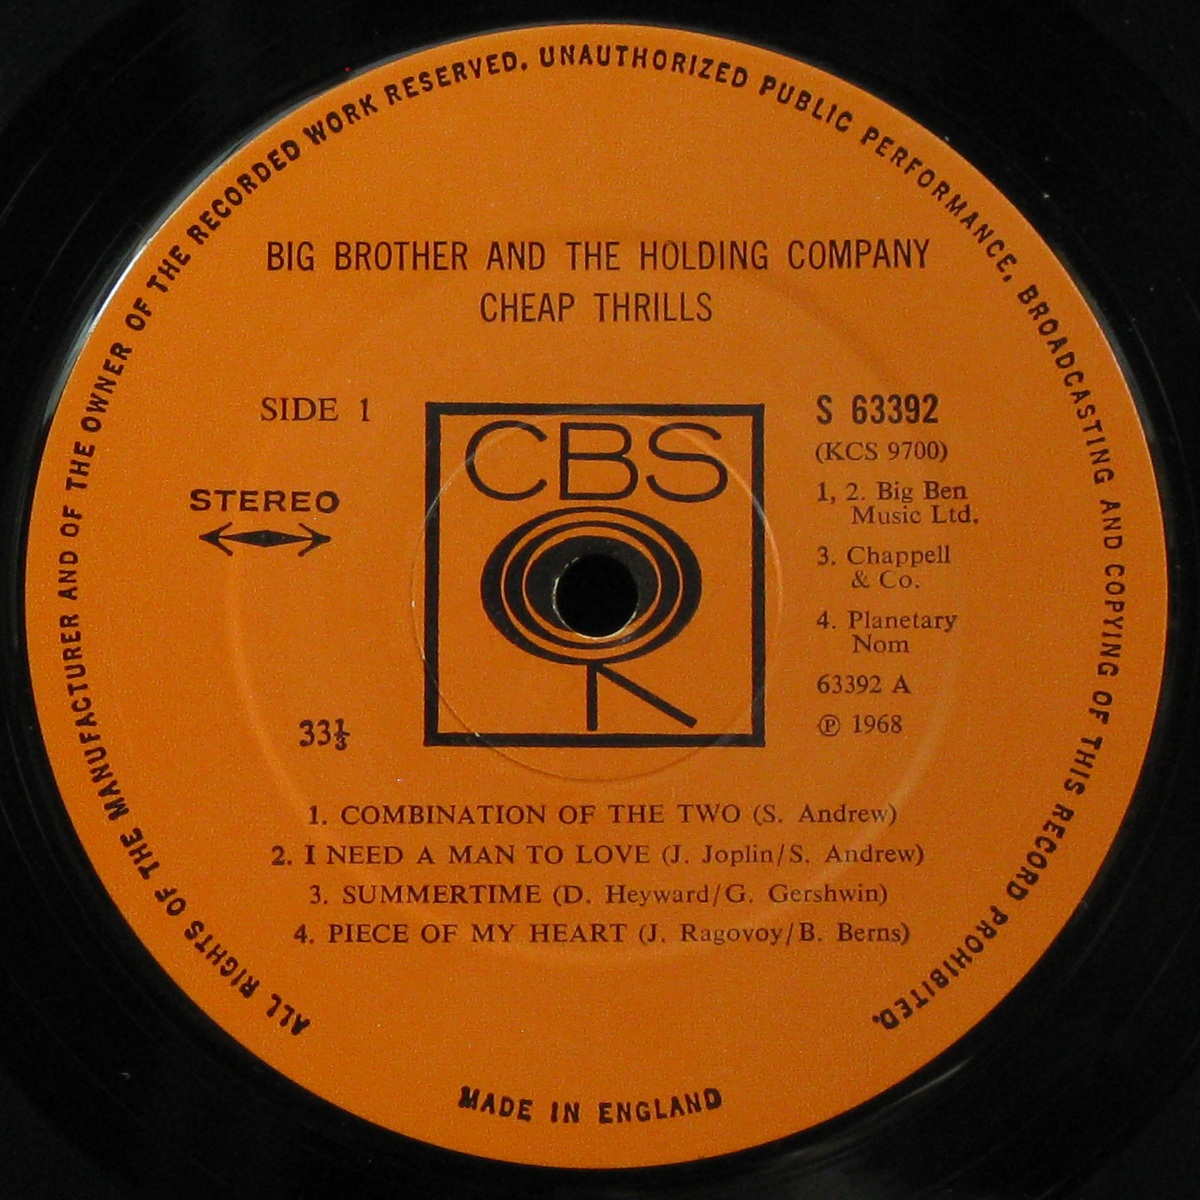 ALL RIGHTS OF THE MANUFACTURER AND OF THE OWNER OF THE RECORDED WORK RESERVED. UNAUTHORIZED PUBLIC PERFORMANCE, BROADCASTING AND COPYING OF THIS RECORD PROHIBITED.
BIG BROTHER AND THE HOLDING COMPANY
CHEAP THRILLS
SIDE 1
STEREO
33⅓
CBS
S 63392
(KCS 9700)
1, 2. Big Ben
Music Ltd.
3. Chappell
& Co.
4. Planetary
Nom
63392 A
℗ 1968
1. COMBINATION OF THE TWO (S. Andrew)
2. I NEED A MAN TO LOVE (J. Joplin/S. Andrew)
3. SUMMERTIME (D. Heyward/G. Gershwin)
4. PIECE OF MY HEART (J. Ragovoy/B. Berns)
MADE IN ENGLAND